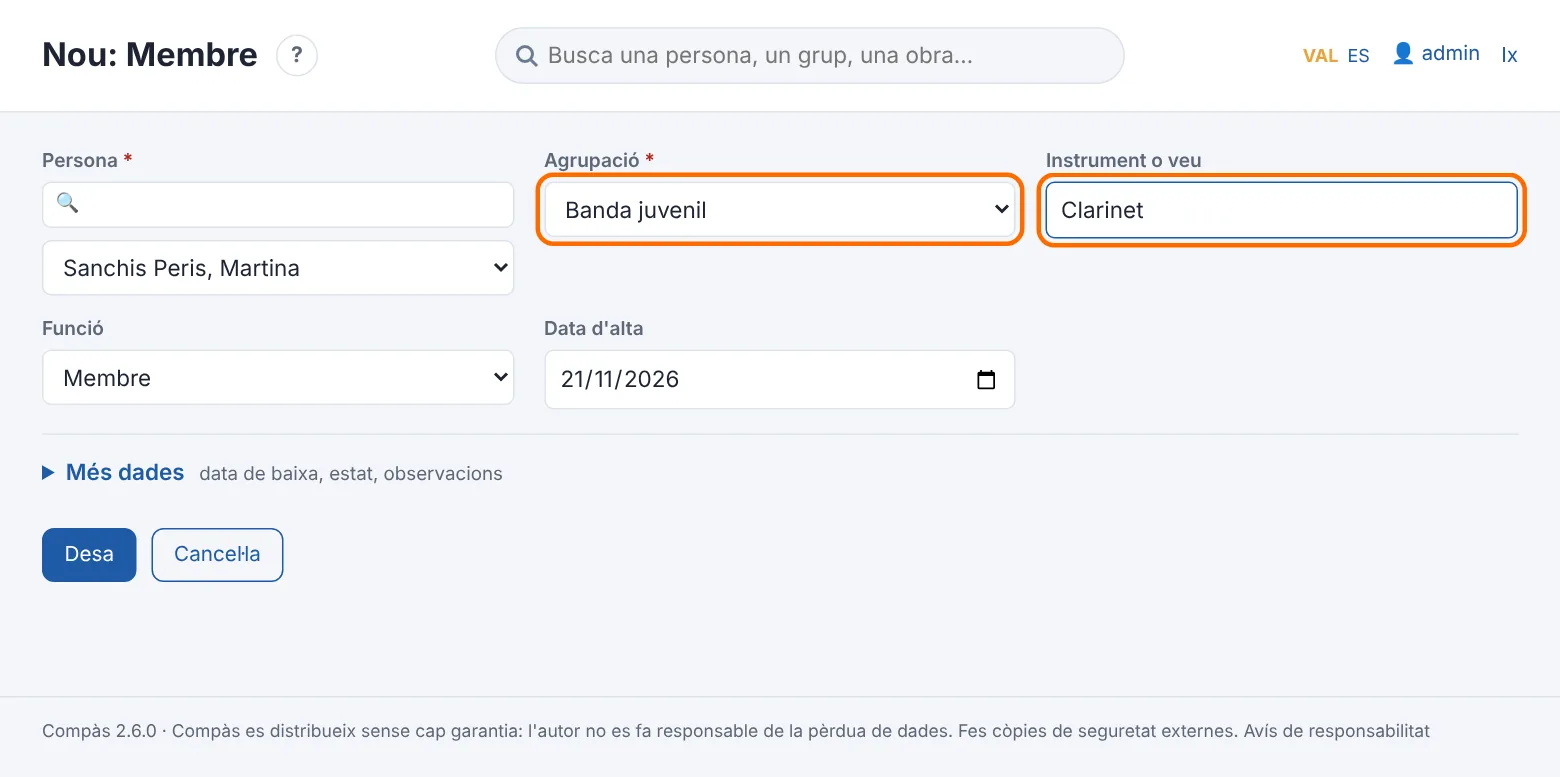 Nou: Membre ?
Busca una persona, un grup, una obra...
VAL ES admin Ix
Persona *
Agrupació *
Instrument o veu
Banda juvenil
Clarinet
Sanchis Peris, Martina
Funció
Data d'alta
Membre
21/11/2026
Més dades data de baixa, estat, observacions
Desa
Cancel·la
Compàs 2.6.0 · Compàs es distribueix sense cap garantia: l'autor no es fa responsable de la pèrdua de dades. Fes còpies de seguretat externes. Avís de responsabilitat